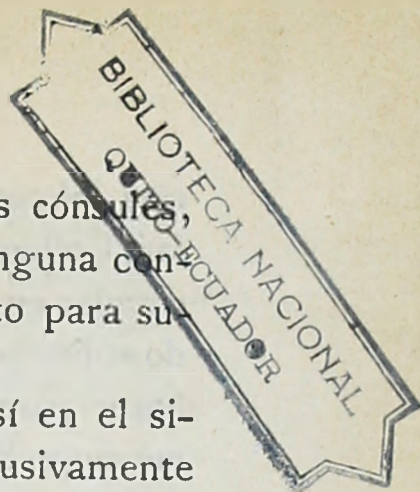 BIBLIOTECA NACIONAL
QUITO-ECUADOR
s cónsules,
nguna con-
to para su-
sí en el si-
usivamente